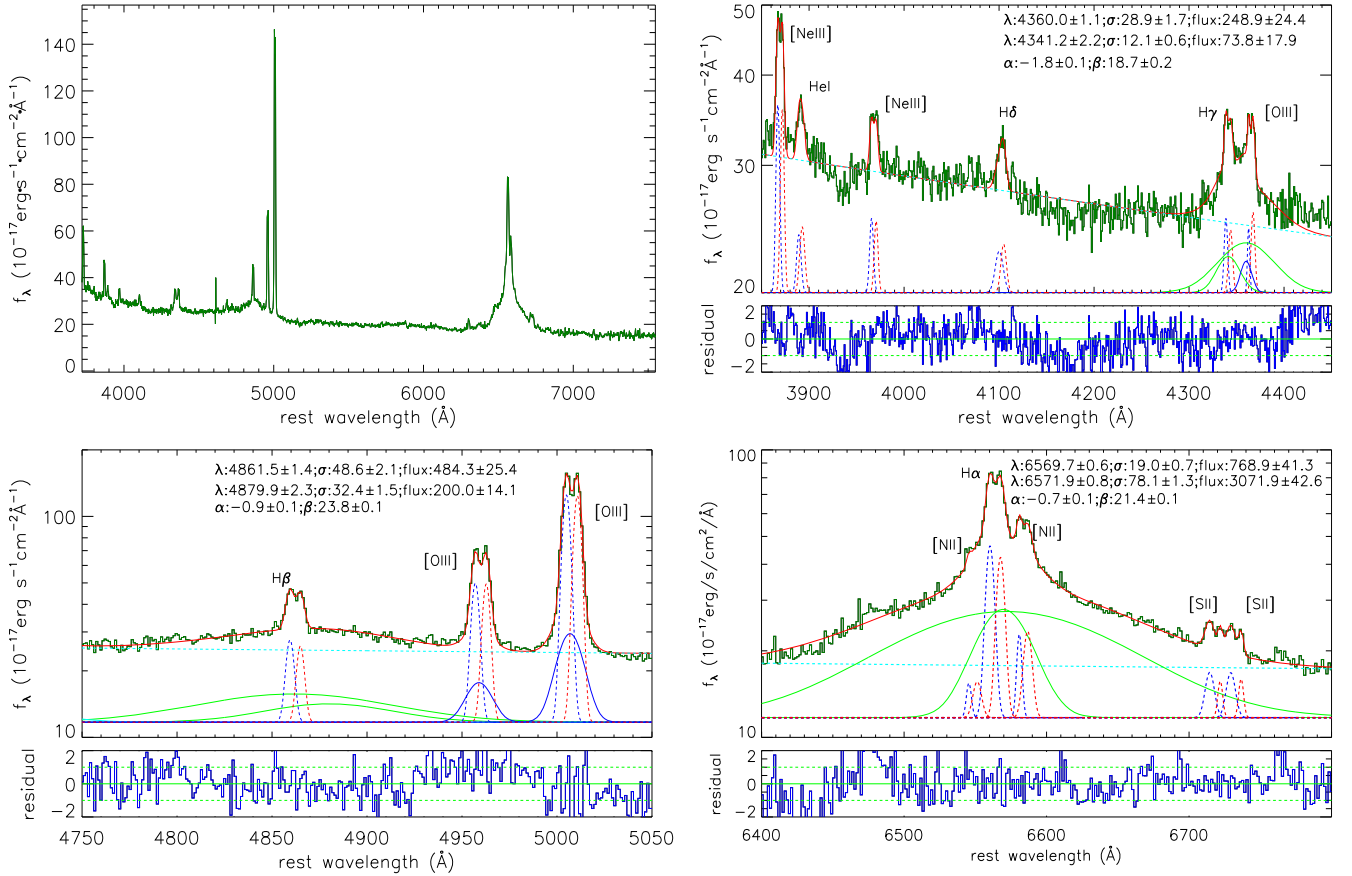 140
120
100
80
60
40
20
0
fλ (10⁻¹⁷erg•s⁻¹•cm⁻²•Å⁻¹)
4000 5000 6000 7000
rest wavelength (Å)
50
40
30
20
fλ (10⁻¹⁷erg s⁻¹cm⁻²Å⁻¹)
λ:4360.0±1.1;σ:28.9±1.7;flux:248.9±24.4
λ:4341.2±2.2;σ:12.1±0.6;flux:73.8±17.9
α:−1.8±0.1;β:18.7±0.2
[NeIII]
HeI
[NeIII]
Hδ
Hγ
[OIII]
2
0
−2
residual
3900 4000 4100 4200 4300 4400
rest wavelength (Å)
100
10
fλ (10⁻¹⁷erg s⁻¹cm⁻²Å⁻¹)
λ:4861.5±1.4;σ:48.6±2.1;flux:484.3±25.4
λ:4879.9±2.3;σ:32.4±1.5;flux:200.0±14.1
α:−0.9±0.1;β:23.8±0.1
Hβ
[OIII]
[OIII]
2
0
−2
residual
4750 4800 4850 4900 4950 5000 5050
rest wavelength (Å)
100
10
fλ (10⁻¹⁷erg/s/cm²/Å)
λ:6569.7±0.6;σ:19.0±0.7;flux:768.9±41.3
λ:6571.9±0.8;σ:78.1±1.3;flux:3071.9±42.6
α:−0.7±0.1;β:21.4±0.1
Hα
[NII]
[NII]
[SII]
[SII]
2
0
−2
residual
6400 6500 6600 6700
rest wavelength (Å)